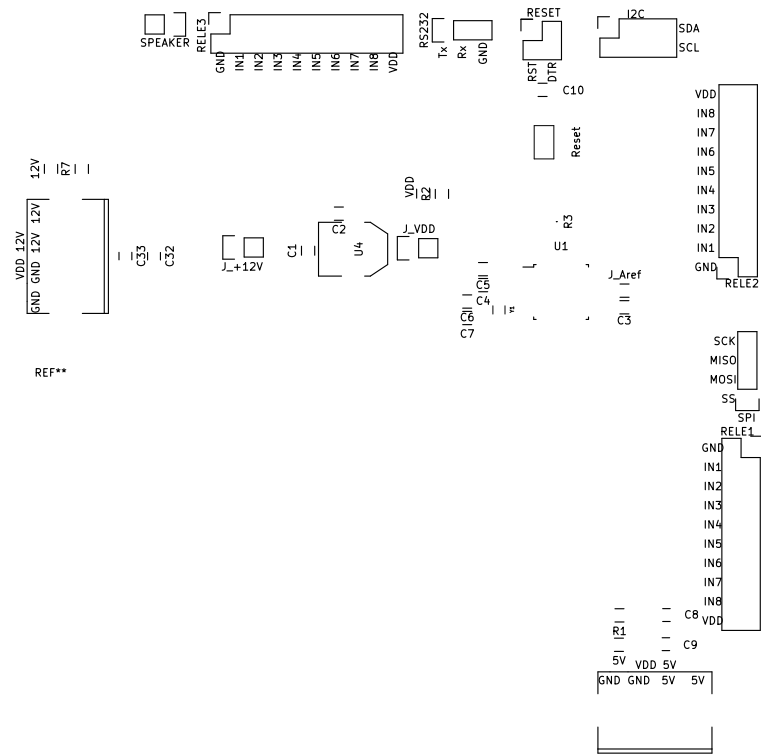 SPEAKER
RELE3
GND IN1 IN2 IN3 IN4 IN5 IN6 IN7 IN8 VDD
RS232
Tx Rx GND
RESET
RST DTR
C10
Reset
I2C
SDA
SCL
VDD
IN8
IN7
IN6
IN5
IN4
IN3
IN2
IN1
GND
RELE2
12V
R7
VDD
R2
VDD 12V
GND 12V 12V
GND GND
C33
C32
J_+12V
C1
C2
U4
J_VDD
R3
U1
C5
C4
C6
C7
J_Aref
C3
REF**
SCK
MISO
MOSI
SS
SPI
RELE1
GND
IN1
IN2
IN3
IN4
IN5
IN6
IN7
IN8
VDD
C8
R1
C9
5V
VDD 5V
GND GND 5V 5V